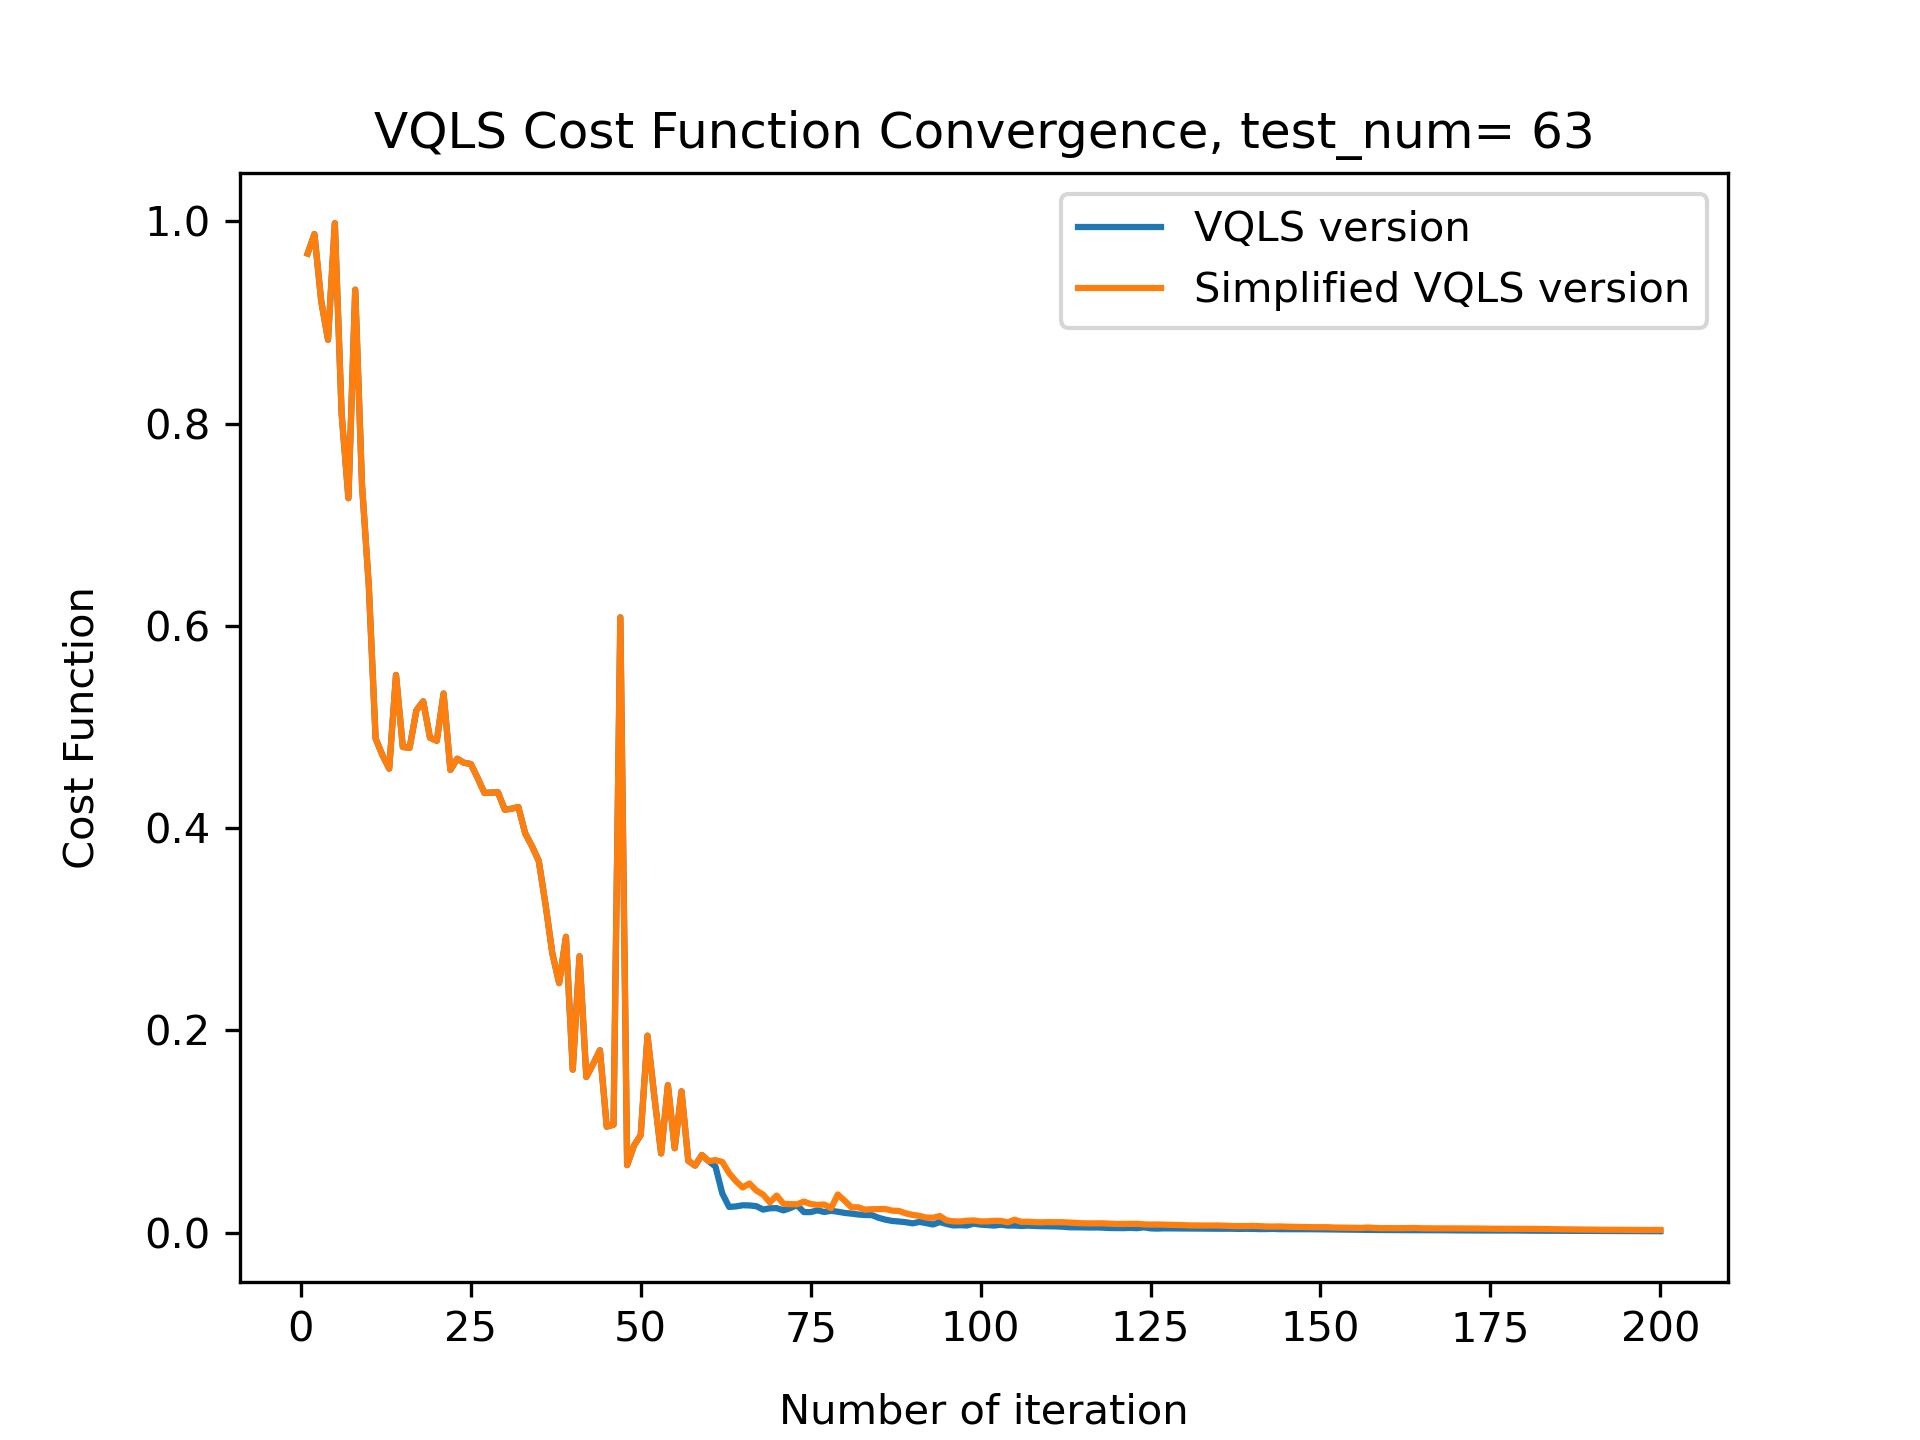 VQLS Cost Function Convergence, test_num= 63
VQLS version
Simplified VQLS version
1.0
0.8
0.6
0.4
0.2
0.0
Cost Function
0 25 50 75 100 125 150 175 200
Number of iteration